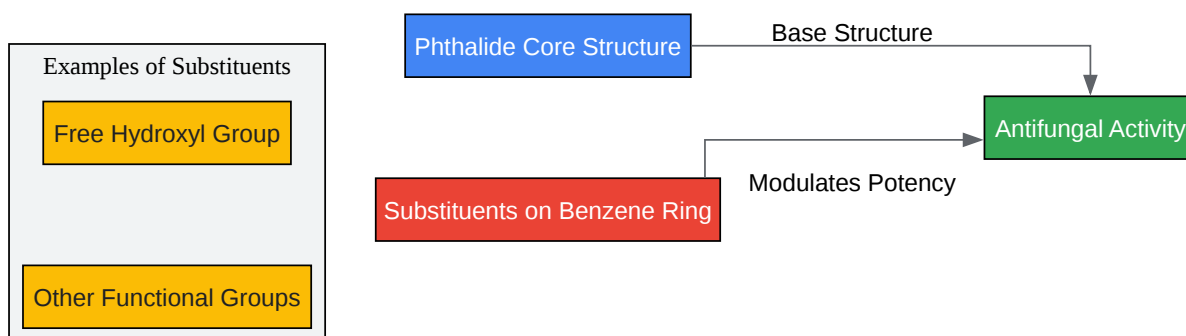 Examples of Substituents
Free Hydroxyl Group
Other Functional Groups
Phthalide Core Structure
Base Structure
Antifungal Activity
Substituents on Benzene Ring
Modulates Potency